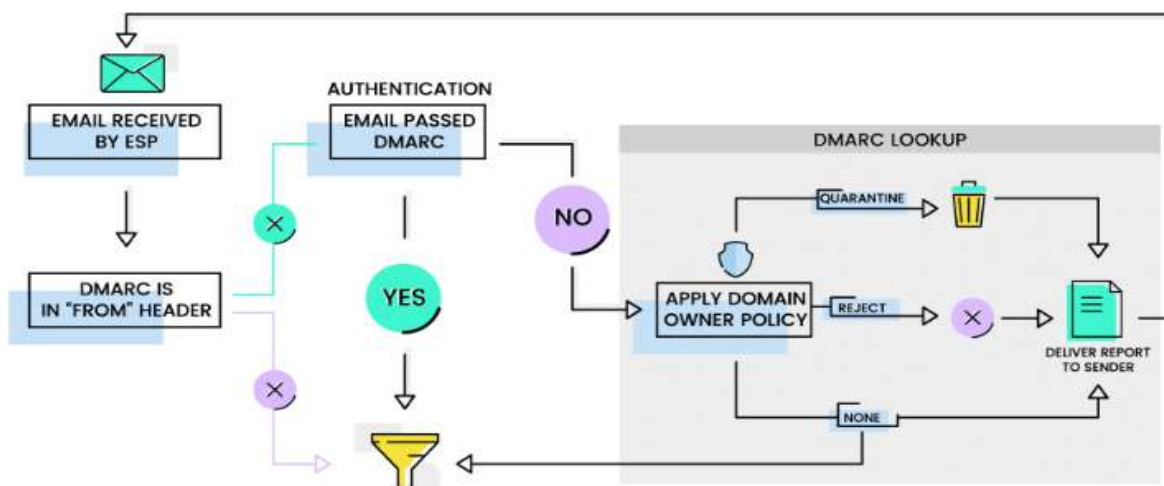 EMAIL RECEIVED
BY ESP
DMARC IS
IN "FROM" HEADER
AUTHENTICATION
EMAIL PASSED
DMARC
YES
NO
DMARC LOOKUP
QUARANTINE
APPLY DOMAIN
OWNER POLICY
REJECT
NONE
DELIVER REPORT
TO SENDER